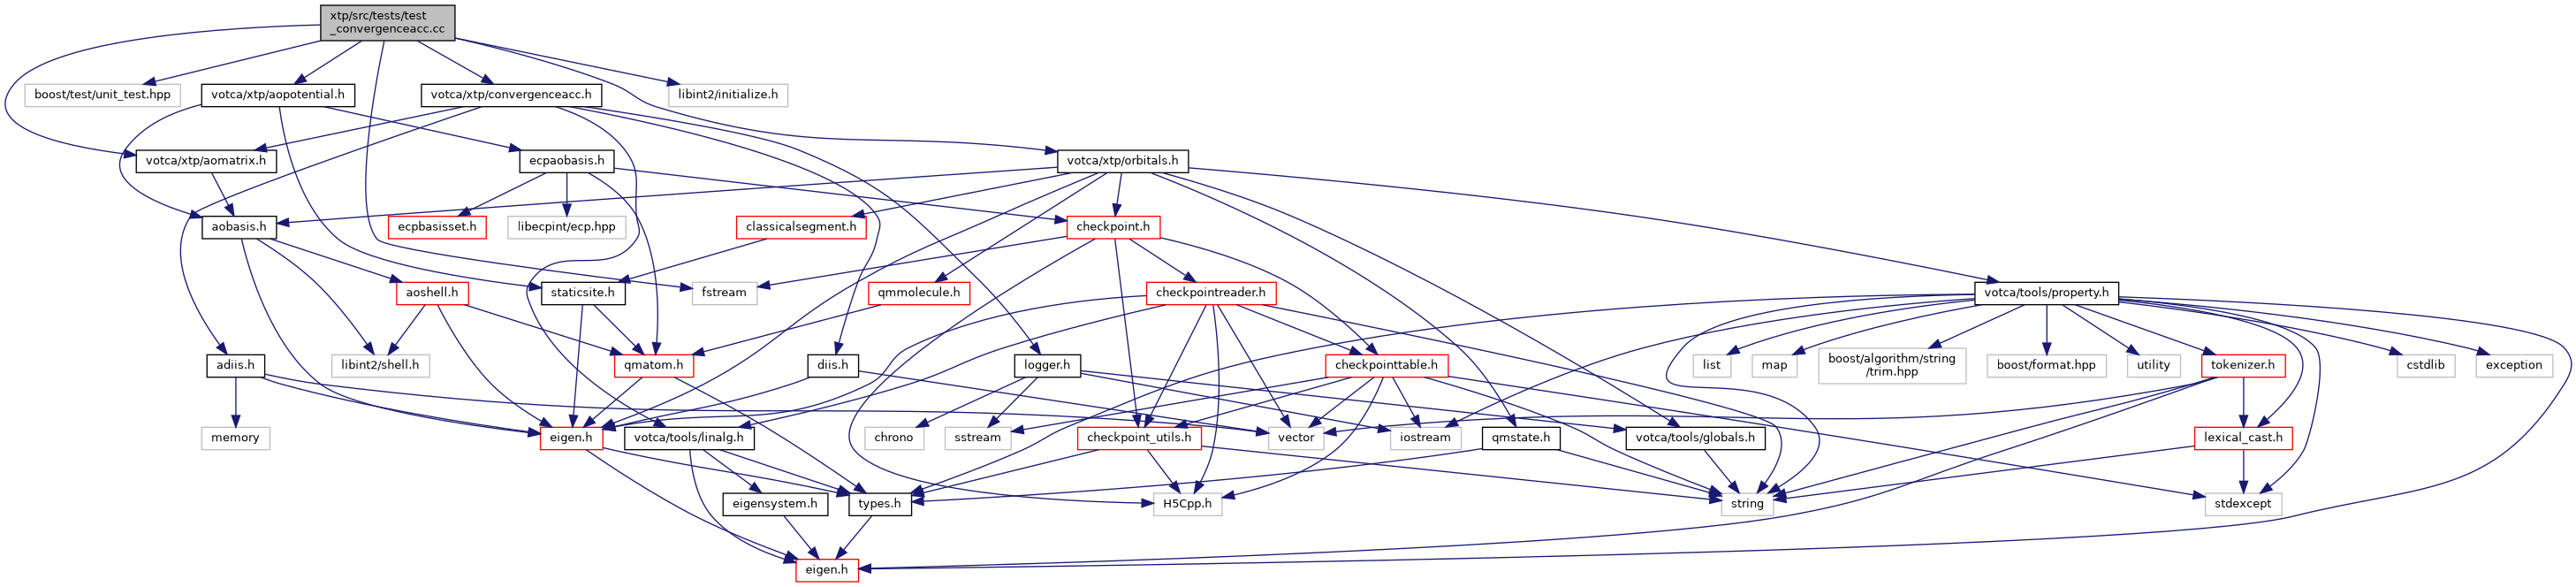 xtp/src/tests/test
_convergenceacc.cc
boost/test/unit_test.hpp
votca/xtp/aopotential.h
votca/xtp/convergenceacc.h
libint2/initialize.h
votca/xtp/aomatrix.h
ecpaobasis.h
votca/xtp/orbitals.h
aobasis.h
ecpbasisset.h
libecpint/ecp.hpp
classicalsegment.h
checkpoint.h
aoshell.h
staticsite.h
fstream
qmmolecule.h
checkpointreader.h
votca/tools/property.h
adiis.h
libint2/shell.h
qmatom.h
diis.h
logger.h
checkpointtable.h
list
map
boost/algorithm/string
/trim.hpp
boost/format.hpp
utility
tokenizer.h
cstdlib
exception
memory
eigen.h
votca/tools/linalg.h
chrono
sstream
checkpoint_utils.h
vector
iostream
qmstate.h
votca/tools/globals.h
lexical_cast.h
eigensystem.h
types.h
H5Cpp.h
string
stdexcept
eigen.h